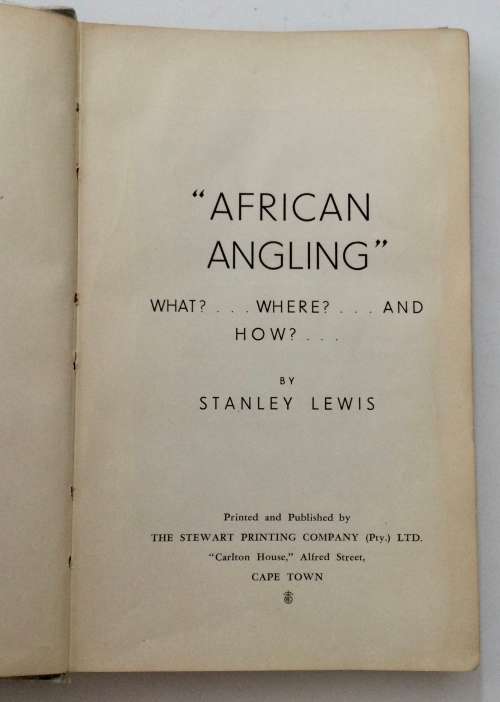 “AFRICAN
ANGLING”
WHAT? . . . WHERE? . . . AND
HOW? . . .
BY
STANLEY LEWIS
Printed and Published by
THE STEWART PRINTING COMPANY (Pty.) LTD.
“Carlton House,” Alfred Street,
CAPE TOWN